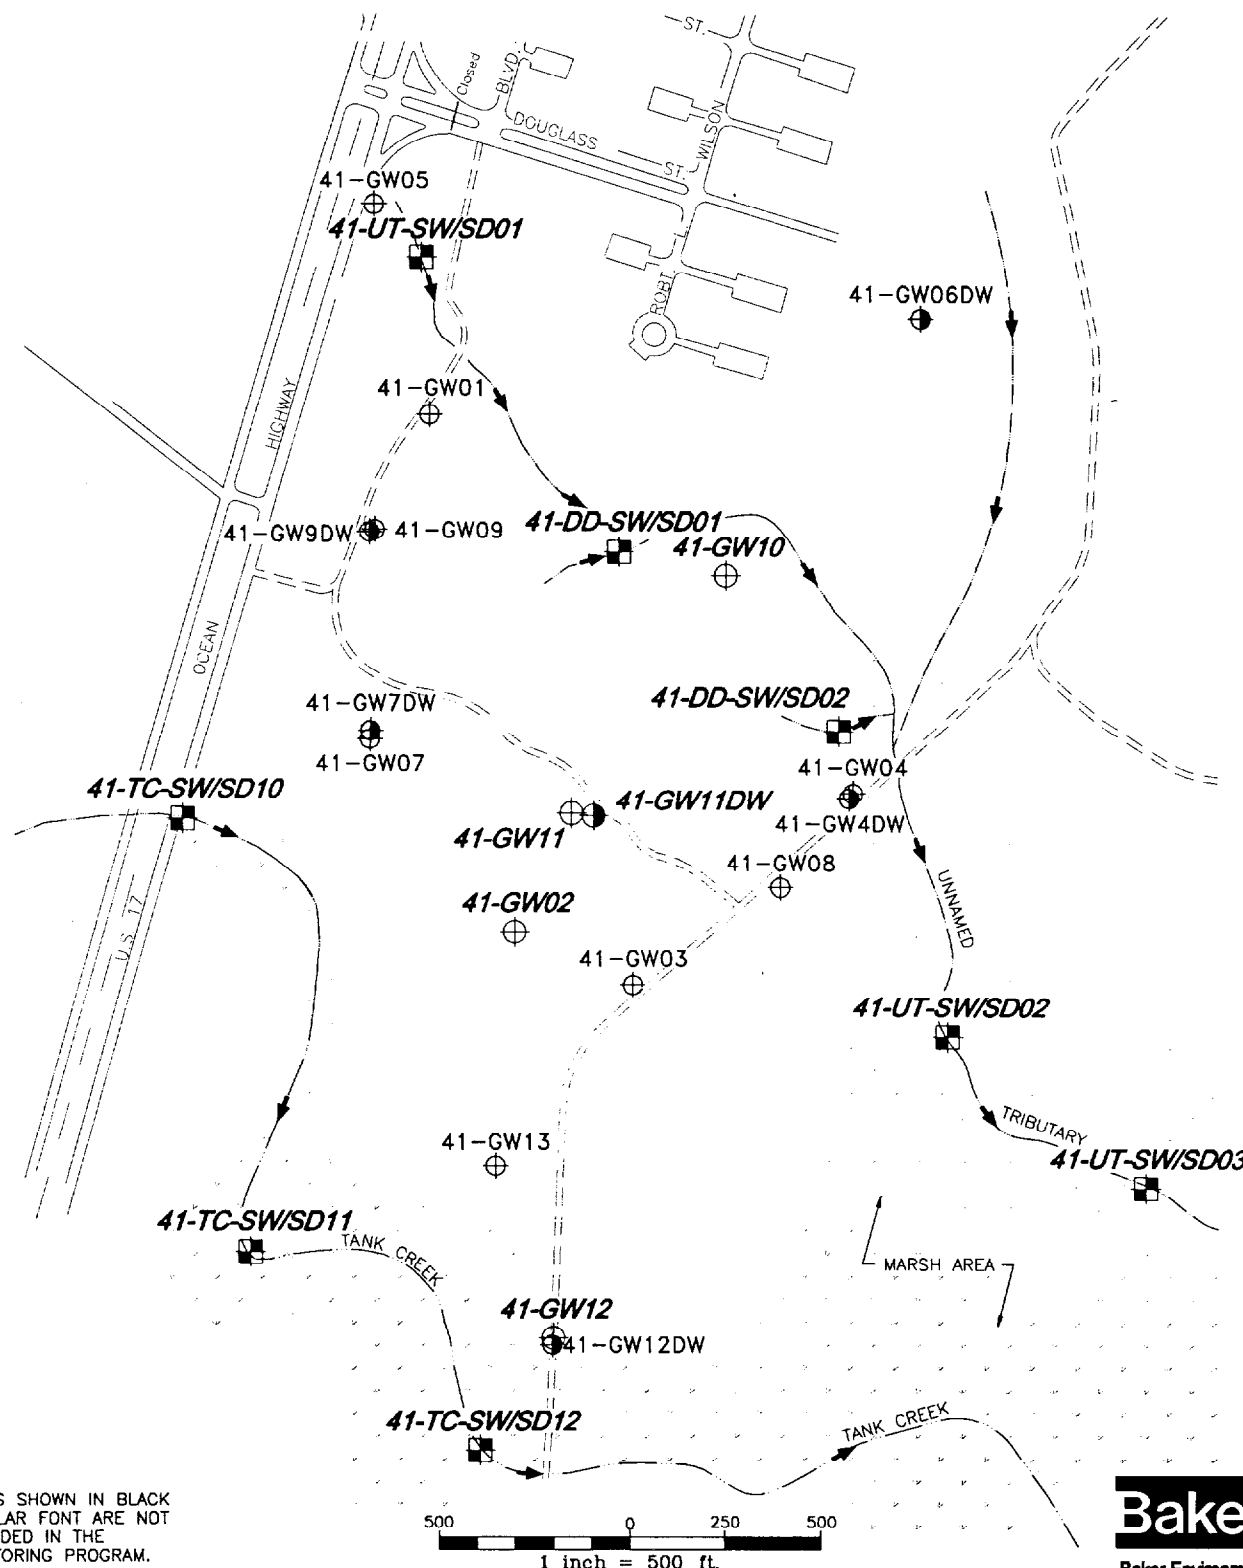 ST.
Closed
BLVD.
DOUGLASS
ST.
WILSON
41-GW05
41-UT-SW/SD01
41-GW06DW
ROBT.
HIGHWAY
41-GW01
41-GW9DW
41-GW09
41-DD-SW/SD01
41-GW10
OCEAN
41-GW7DW
41-GW07
41-DD-SW/SD02
41-TC-SW/SD10
41-GW04
41-GW11DW
41-GW4DW
41-GW11
41-GW08
UNNAMED
41-GW02
U.S. 17
41-GW03
41-UT-SW/SD02
TRIBUTARY
41-GW13
41-UT-SW/SD03
41-TC-SW/SD11
TANK CREEK
MARSH AREA
41-GW12
41-GW12DW
41-TC-SW/SD12
TANK CREEK
S SHOWN IN BLACK
LAR FONT ARE NOT
DED IN THE
TORING PROGRAM.
500 0 250 500
1 inch = 500 ft.
Bake